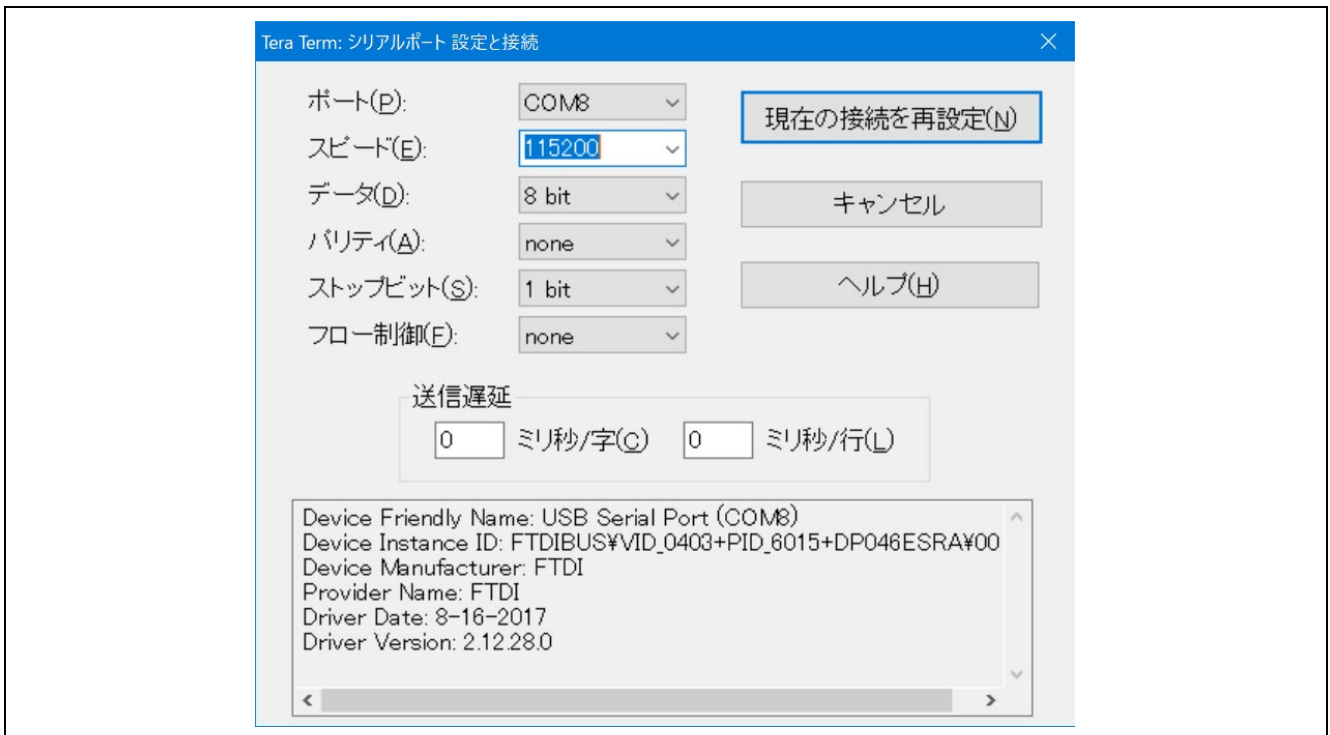 Tera Term: シリアルポート 設定と接続
ポート(P): COM8
現在の接続を再設定(N)
スピード(E): 115200
データ(D): 8 bit
キャンセル
パリティ(A): none
ストップビット(S): 1 bit
ヘルプ(H)
フロー制御(F): none
送信遅延
0 ミリ秒/字(C) 0 ミリ秒/行(L)
Device Friendly Name: USB Serial Port (COM8)
Device Instance ID: FTDIBUS¥VID_0403+PID_6015+DP046ESRA¥00
Device Manufacturer: FTDI
Provider Name: FTDI
Driver Date: 8-16-2017
Driver Version: 2.12.28.0